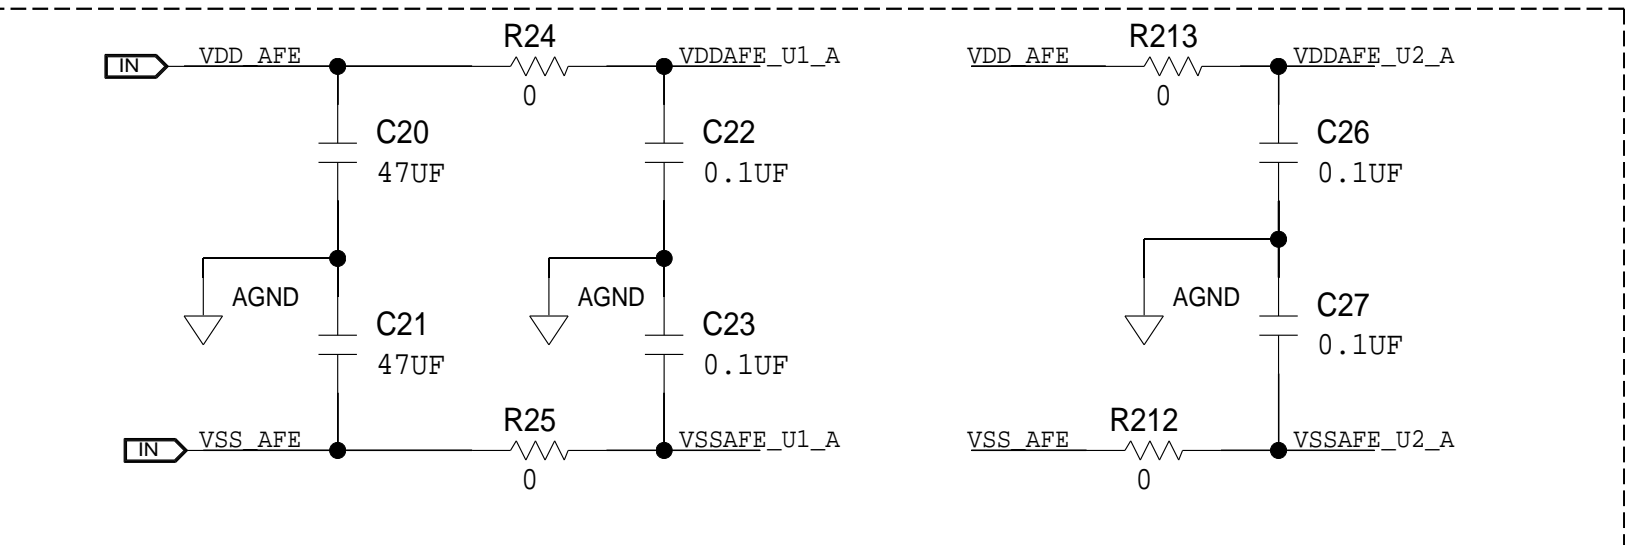 R24
R213
IN
VDD_AFE
VDDAFE_U1_A
VDD_AFE
VDDAFE_U2_A
0
0
C20
47UF
C22
0.1UF
C26
0.1UF
AGND
AGND
AGND
C21
47UF
C23
0.1UF
C27
0.1UF
R25
R212
IN
VSS_AFE
VSSAFE_U1_A
VSS_AFE
VSSAFE_U2_A
0
0